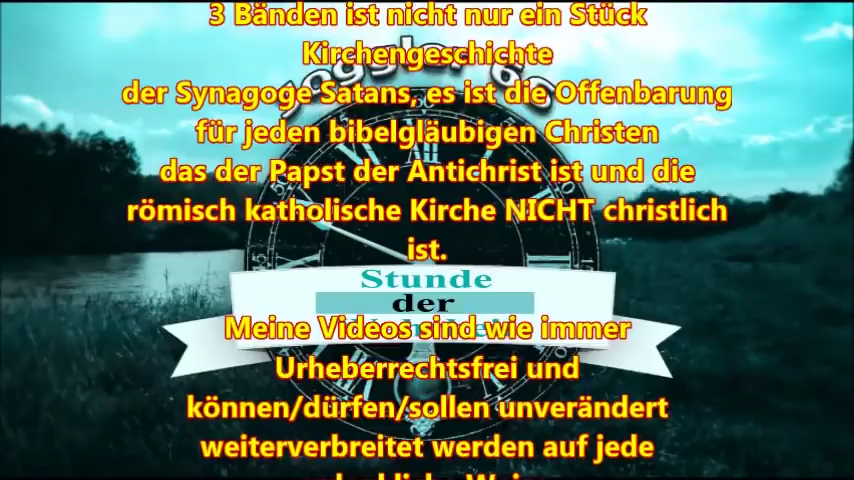 3 Bänden ist nicht nur ein Stück
Kirchengeschichte
der Synagoge Satans, es ist die Offenbarung
für jeden bibelgläubigen Christen
das der Papst der Antichrist ist und die
römisch katholische Kirche NICHT christlich
ist.
Stunde
der
Meine Videos sind wie immer
Urheberrechtsfrei und
können/dürfen/sollen unverändert
weiterverbreitet werden auf jede